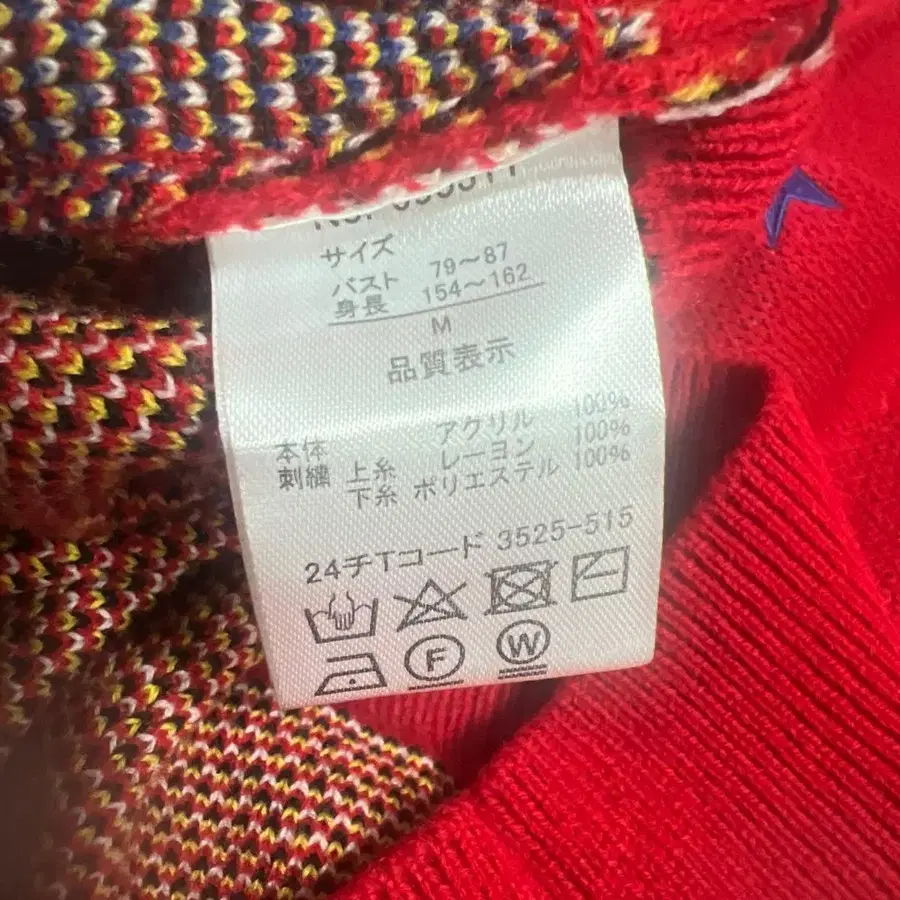 サイズ
バスト 79～87
身長 154～162
M
品質表示
本体 アクリル 100%
刺繍 上糸 レーヨン 100%
下糸 ポリエステル 100%
24チTコード 3525-515
F W